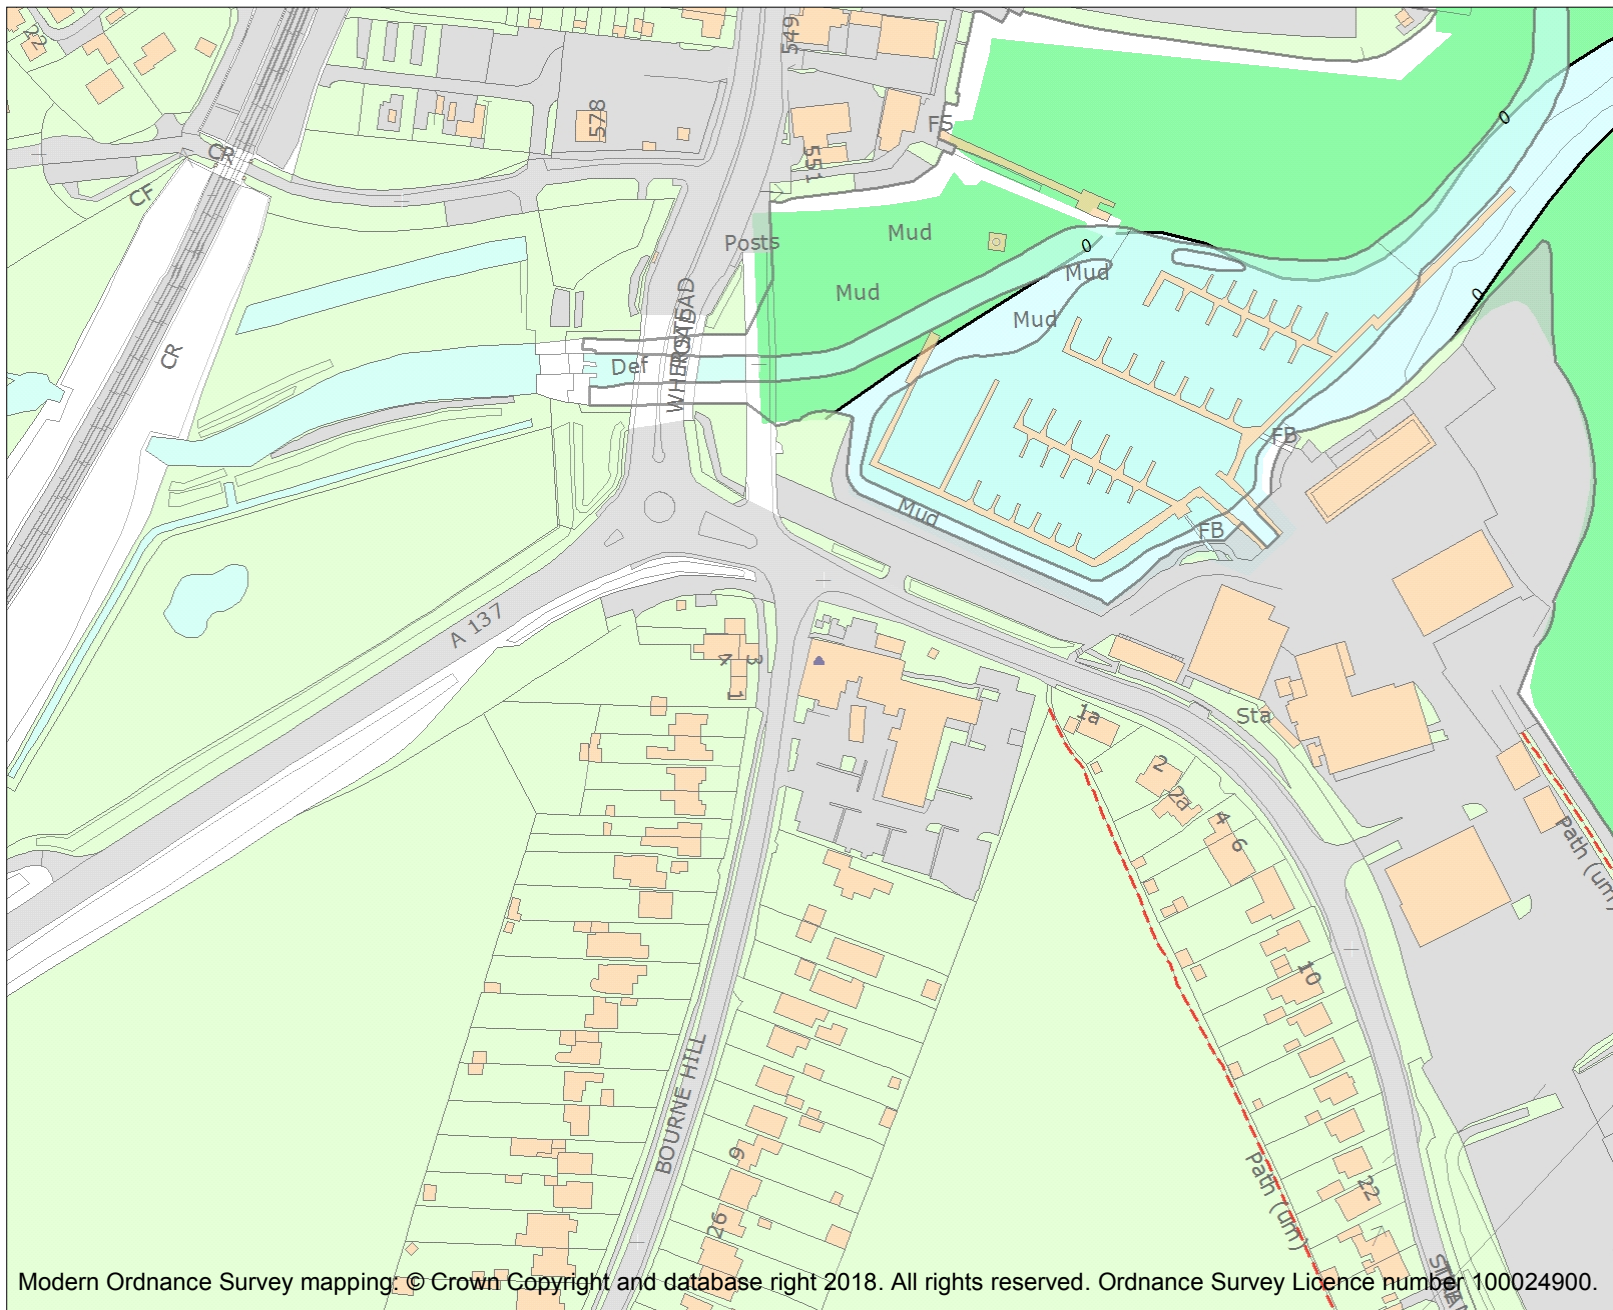 22
549
578
FS
CR
551
CF
Posts
Mud
0
0
Mud
Mud
Mud
0
CR
Def
WHERSTEAD
ROAD
FB
Mud
FB
A 137
4
3
1
1a
Sta
2
2a
4
6
Path (um)
10
BOURNE HILL
9
Path (um)
22
26
Modern Ordnance Survey mapping: © Crown Copyright and database right 2018. All rights reserved. Ordnance Survey Licence number 100024900.